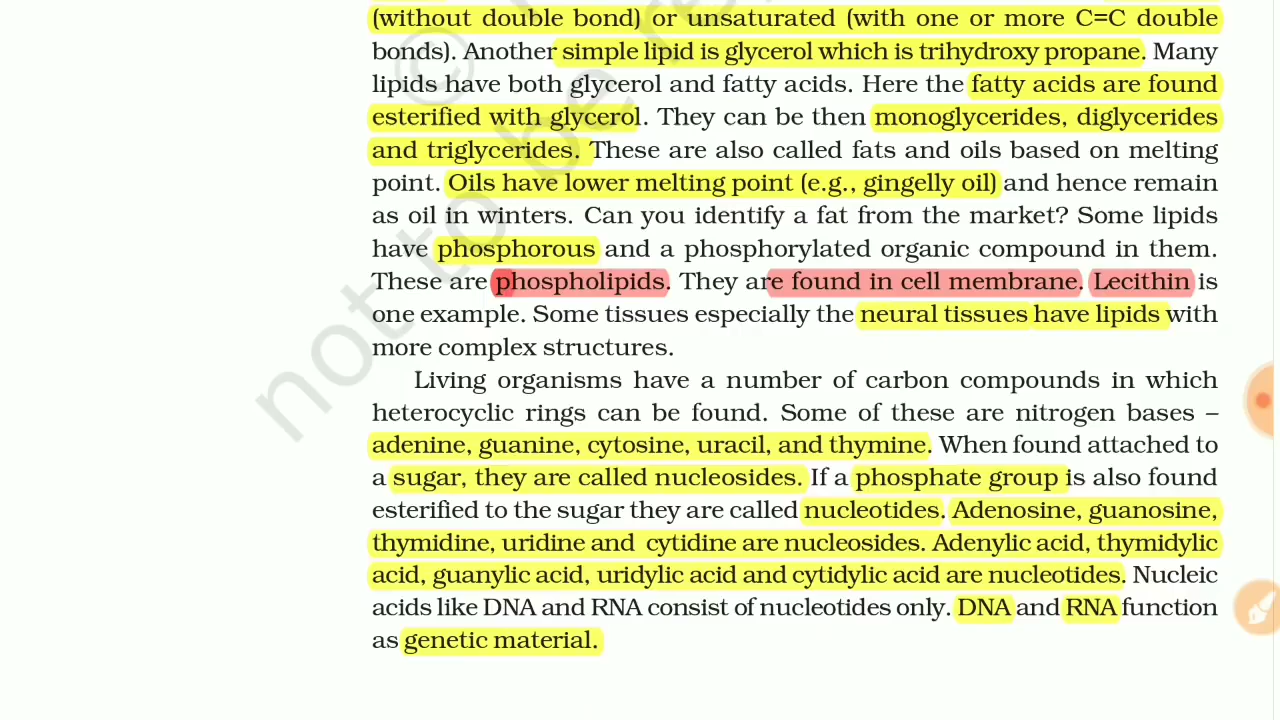 (without double bond) or unsaturated (with one or more C=C double
bonds). Another simple lipid is glycerol which is trihydroxy propane. Many
lipids have both glycerol and fatty acids. Here the fatty acids are found
esterified with glycerol. They can be then monoglycerides, diglycerides
and triglycerides. These are also called fats and oils based on melting
point. Oils have lower melting point (e.g., gingelly oil) and hence remain
as oil in winters. Can you identify a fat from the market? Some lipids
have phosphorous and a phosphorylated organic compound in them.
These are phospholipids. They are found in cell membrane. Lecithin is
one example. Some tissues especially the neural tissues have lipids with
more complex structures.
Living organisms have a number of carbon compounds in which
heterocyclic rings can be found. Some of these are nitrogen bases –
adenine, guanine, cytosine, uracil, and thymine. When found attached to
a sugar, they are called nucleosides. If a phosphate group is also found
esterified to the sugar they are called nucleotides. Adenosine, guanosine,
thymidine, uridine and cytidine are nucleosides. Adenylic acid, thymidylic
acid, guanylic acid, uridylic acid and cytidylic acid are nucleotides. Nucleic
acids like DNA and RNA consist of nucleotides only. DNA and RNA function
as genetic material.
© not to be